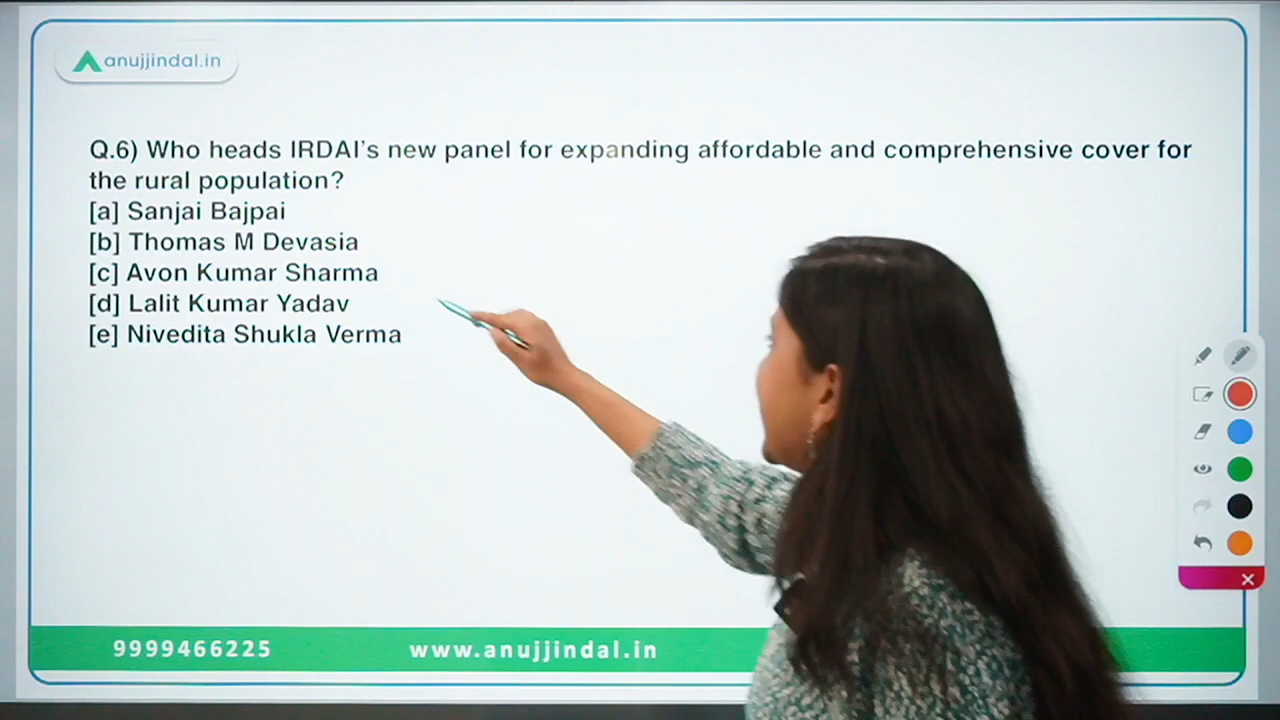 anujjindal.in
Q.6) Who heads IRDAI's new panel for expanding affordable and comprehensive cover for
the rural population?
[a] Sanjai Bajpai
[b] Thomas M Devasia
[c] Avon Kumar Sharma
[d] Lalit Kumar Yadav
[e] Nivedita Shukla Verma
9999466225 www.anujjindal.in